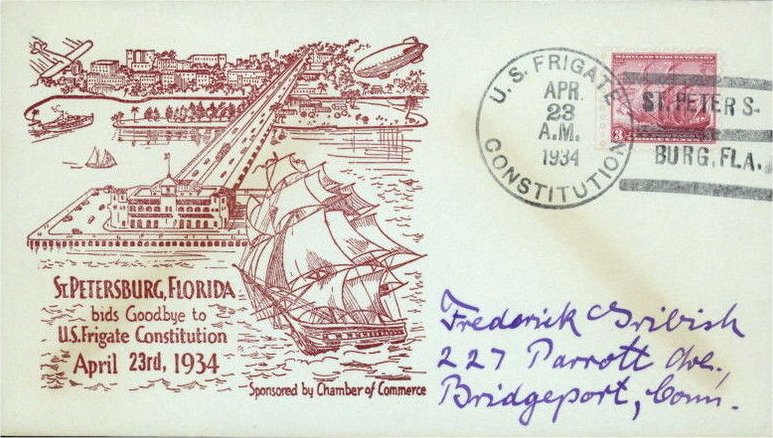 St. PETERSBURG, FLORIDA
bids Goodbye to
U.S. Frigate Constitution
April 23rd, 1934
Sponsored by Chamber of Commerce
U.S. FRIGATE
APR.
23
A.M.
1934
CONSTITUTION
ST. PETERS-
BURG, FLA.
3
Frederick
227 Parrott Ave.,
Bridgeport, Conn.